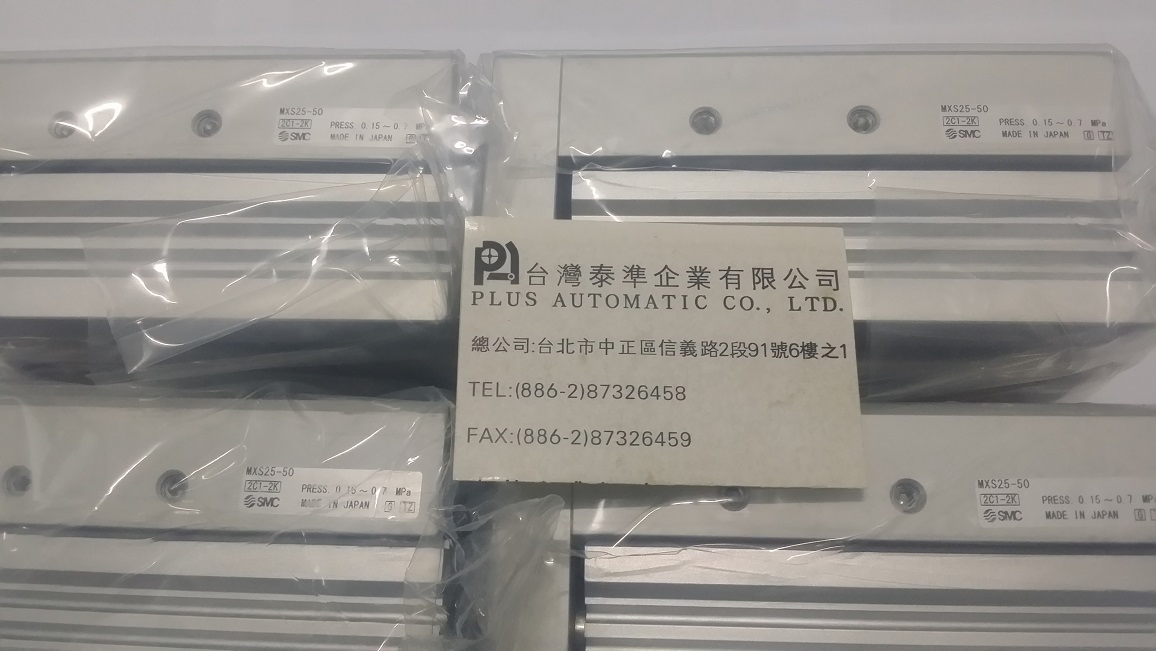 MXS25-50
2C1-2K PRESS. 0.15～0.7 MPa
SMC MADE IN JAPAN
MXS25-50
2C1-2K PRESS. 0.15～0.7 MPa
SMC MADE IN JAPAN 0 TZ
台灣泰準企業有限公司
PLUS AUTOMATIC CO., LTD.
總公司:台北市中正區信義路2段91號6樓之1
TEL:(886-2)87326458
FAX:(886-2)87326459
MXS25-50
2C1-2K PRESS. 0.15～0.7 MPa
SMC MADE IN JAPAN 0 TZ
MXS25-50
2C1-2K PRESS. 0.15～0.7 MPa
SMC MADE IN JAPAN